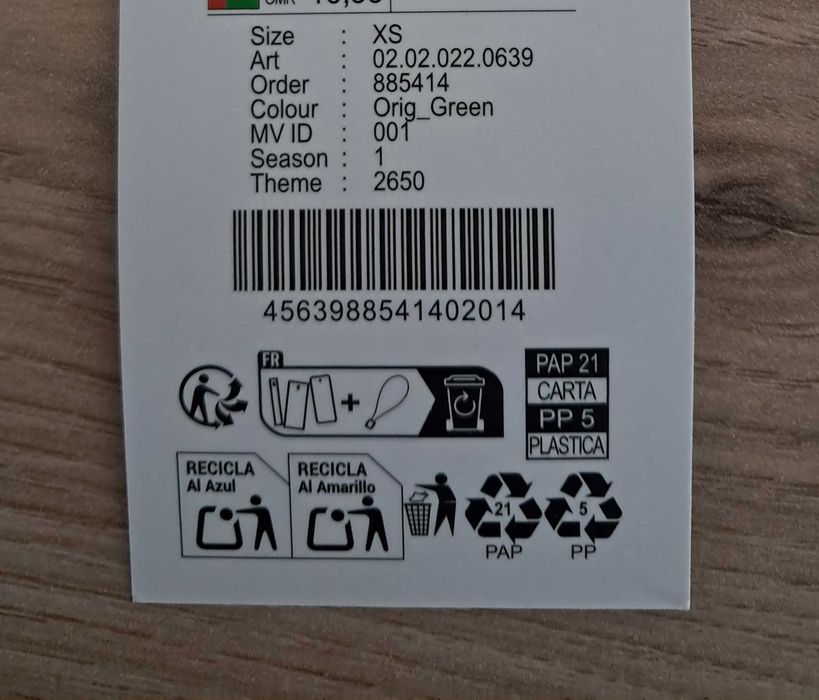 Size : XS
Art : 02.02.022.0639
Order : 885414
Colour : Orig_Green
MV ID : 001
Season : 1
Theme : 2650
4563988541402014
FR
+
PAP 21
CARTA
PP 5
PLASTICA
RECICLA
Al Azul
RECICLA
Al Amarillo
21
PAP
5
PP